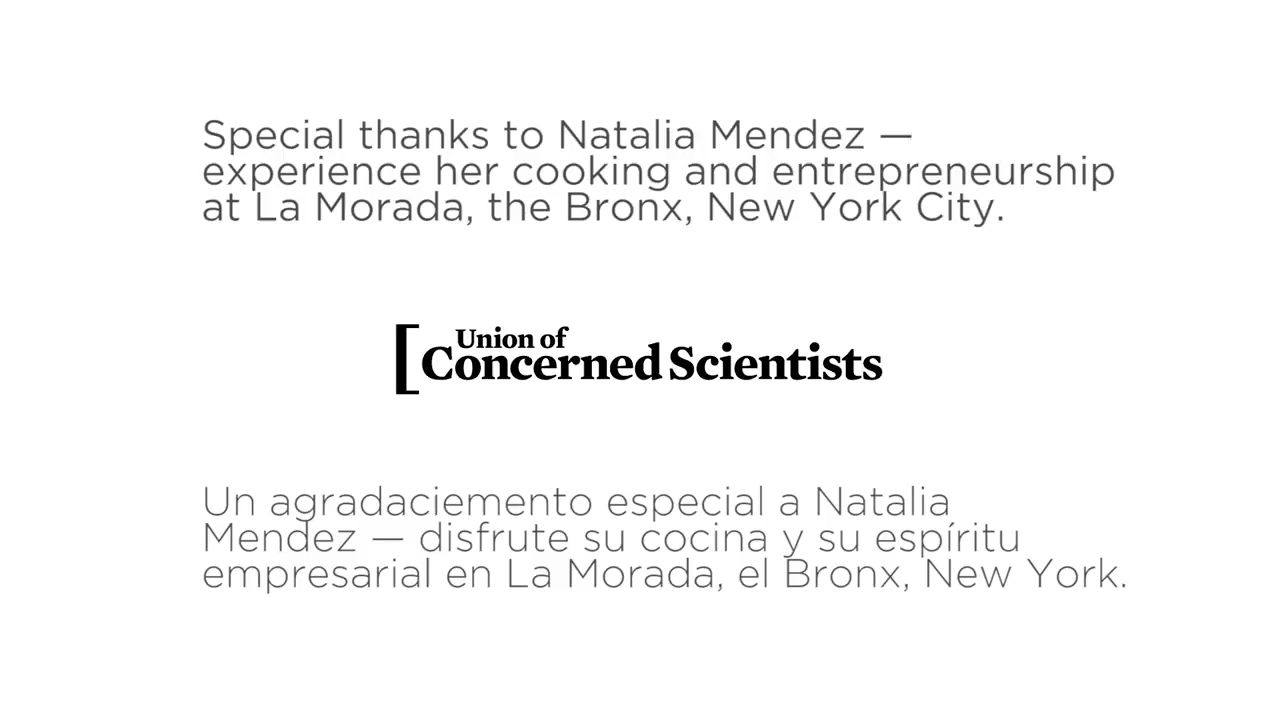 Special thanks to Natalia Mendez —
experience her cooking and entrepreneurship
at La Morada, the Bronx, New York City.
Union of
Concerned Scientists
Un agradaciemento especial a Natalia
Mendez — disfrute su cocina y su espíritu
empresarial en La Morada, el Bronx, New York.